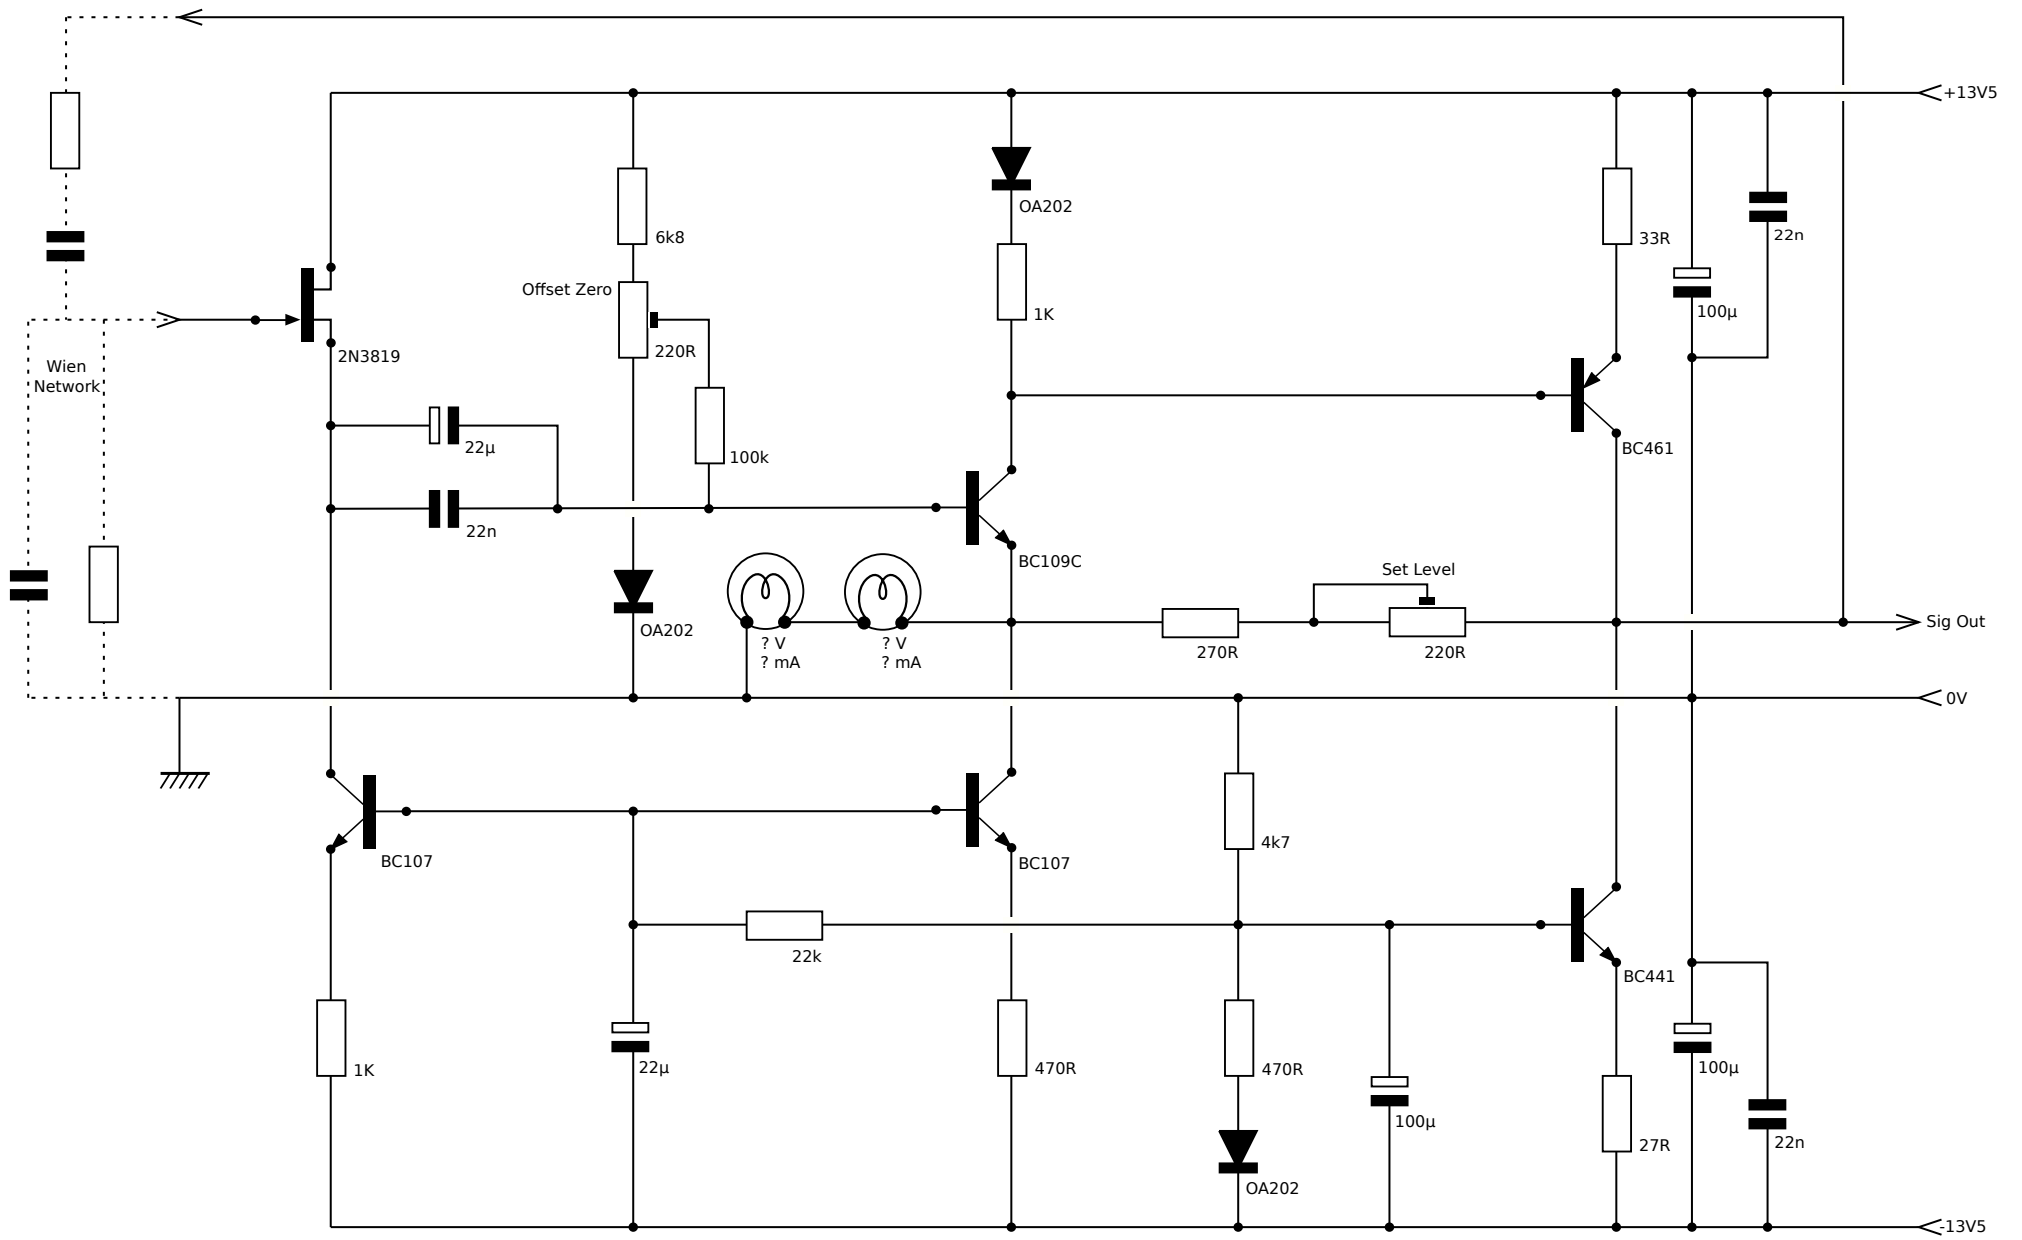 +13V5
OA202
6k8
33R
22n
Offset Zero
100µ
1K
220R
2N3819
Wien
Network
22µ
100k
BC461
22n
BC109C
Set Level
OA202
Sig Out
? V
? mA
? V
? mA
270R
220R
0V
4k7
BC107
BC107
22k
BC441
1K
22µ
470R
470R
100µ
100µ
27R
22n
OA202
-13V5